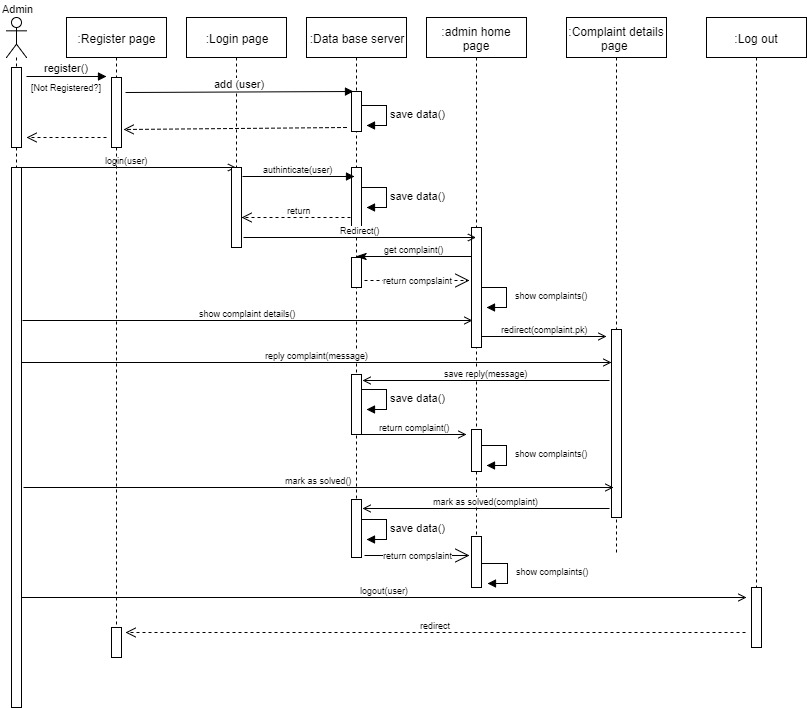 Admin
:Register page
:Login page
:Data base server
:admin home
page
:Complaint details
page
:Log out
register()
[Not Registered?]
add (user)
save data()
login(user)
authinticate(user)
save data()
return
Redirect()
get complaint()
return compslaint
show complaints()
show complaint details()
redirect(complaint.pk)
reply complaint(message)
save reply(message)
save data()
return complaint()
show complaints()
mark as solved()
mark as solved(complaint)
save data()
return compslaint
show complaints()
logout(user)
redirect